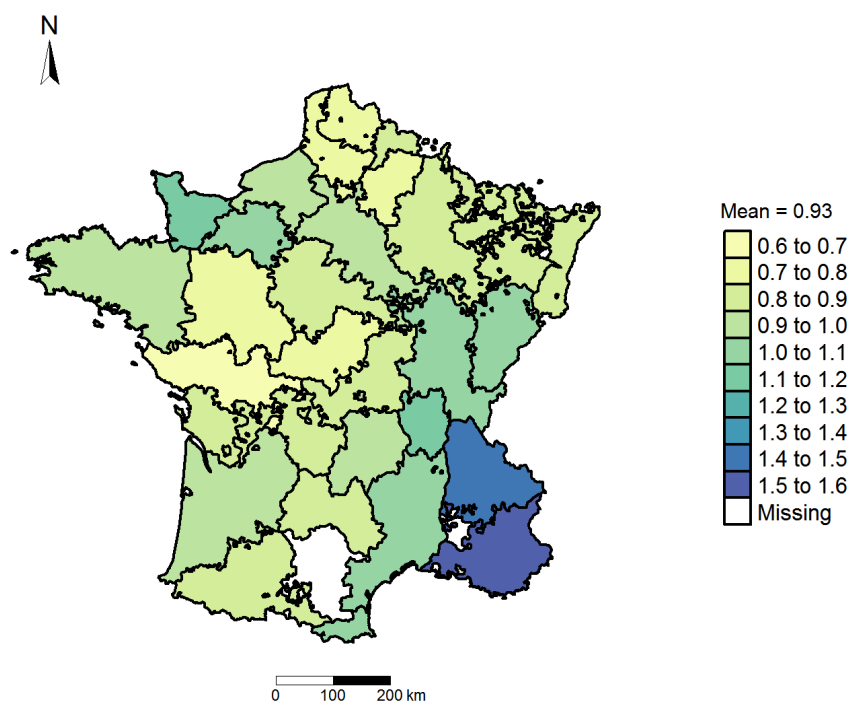 N
Mean = 0.93
0.6 to 0.7
0.7 to 0.8
0.8 to 0.9
0.9 to 1.0
1.0 to 1.1
1.1 to 1.2
1.2 to 1.3
1.3 to 1.4
1.4 to 1.5
1.5 to 1.6
Missing
0 100 200 km